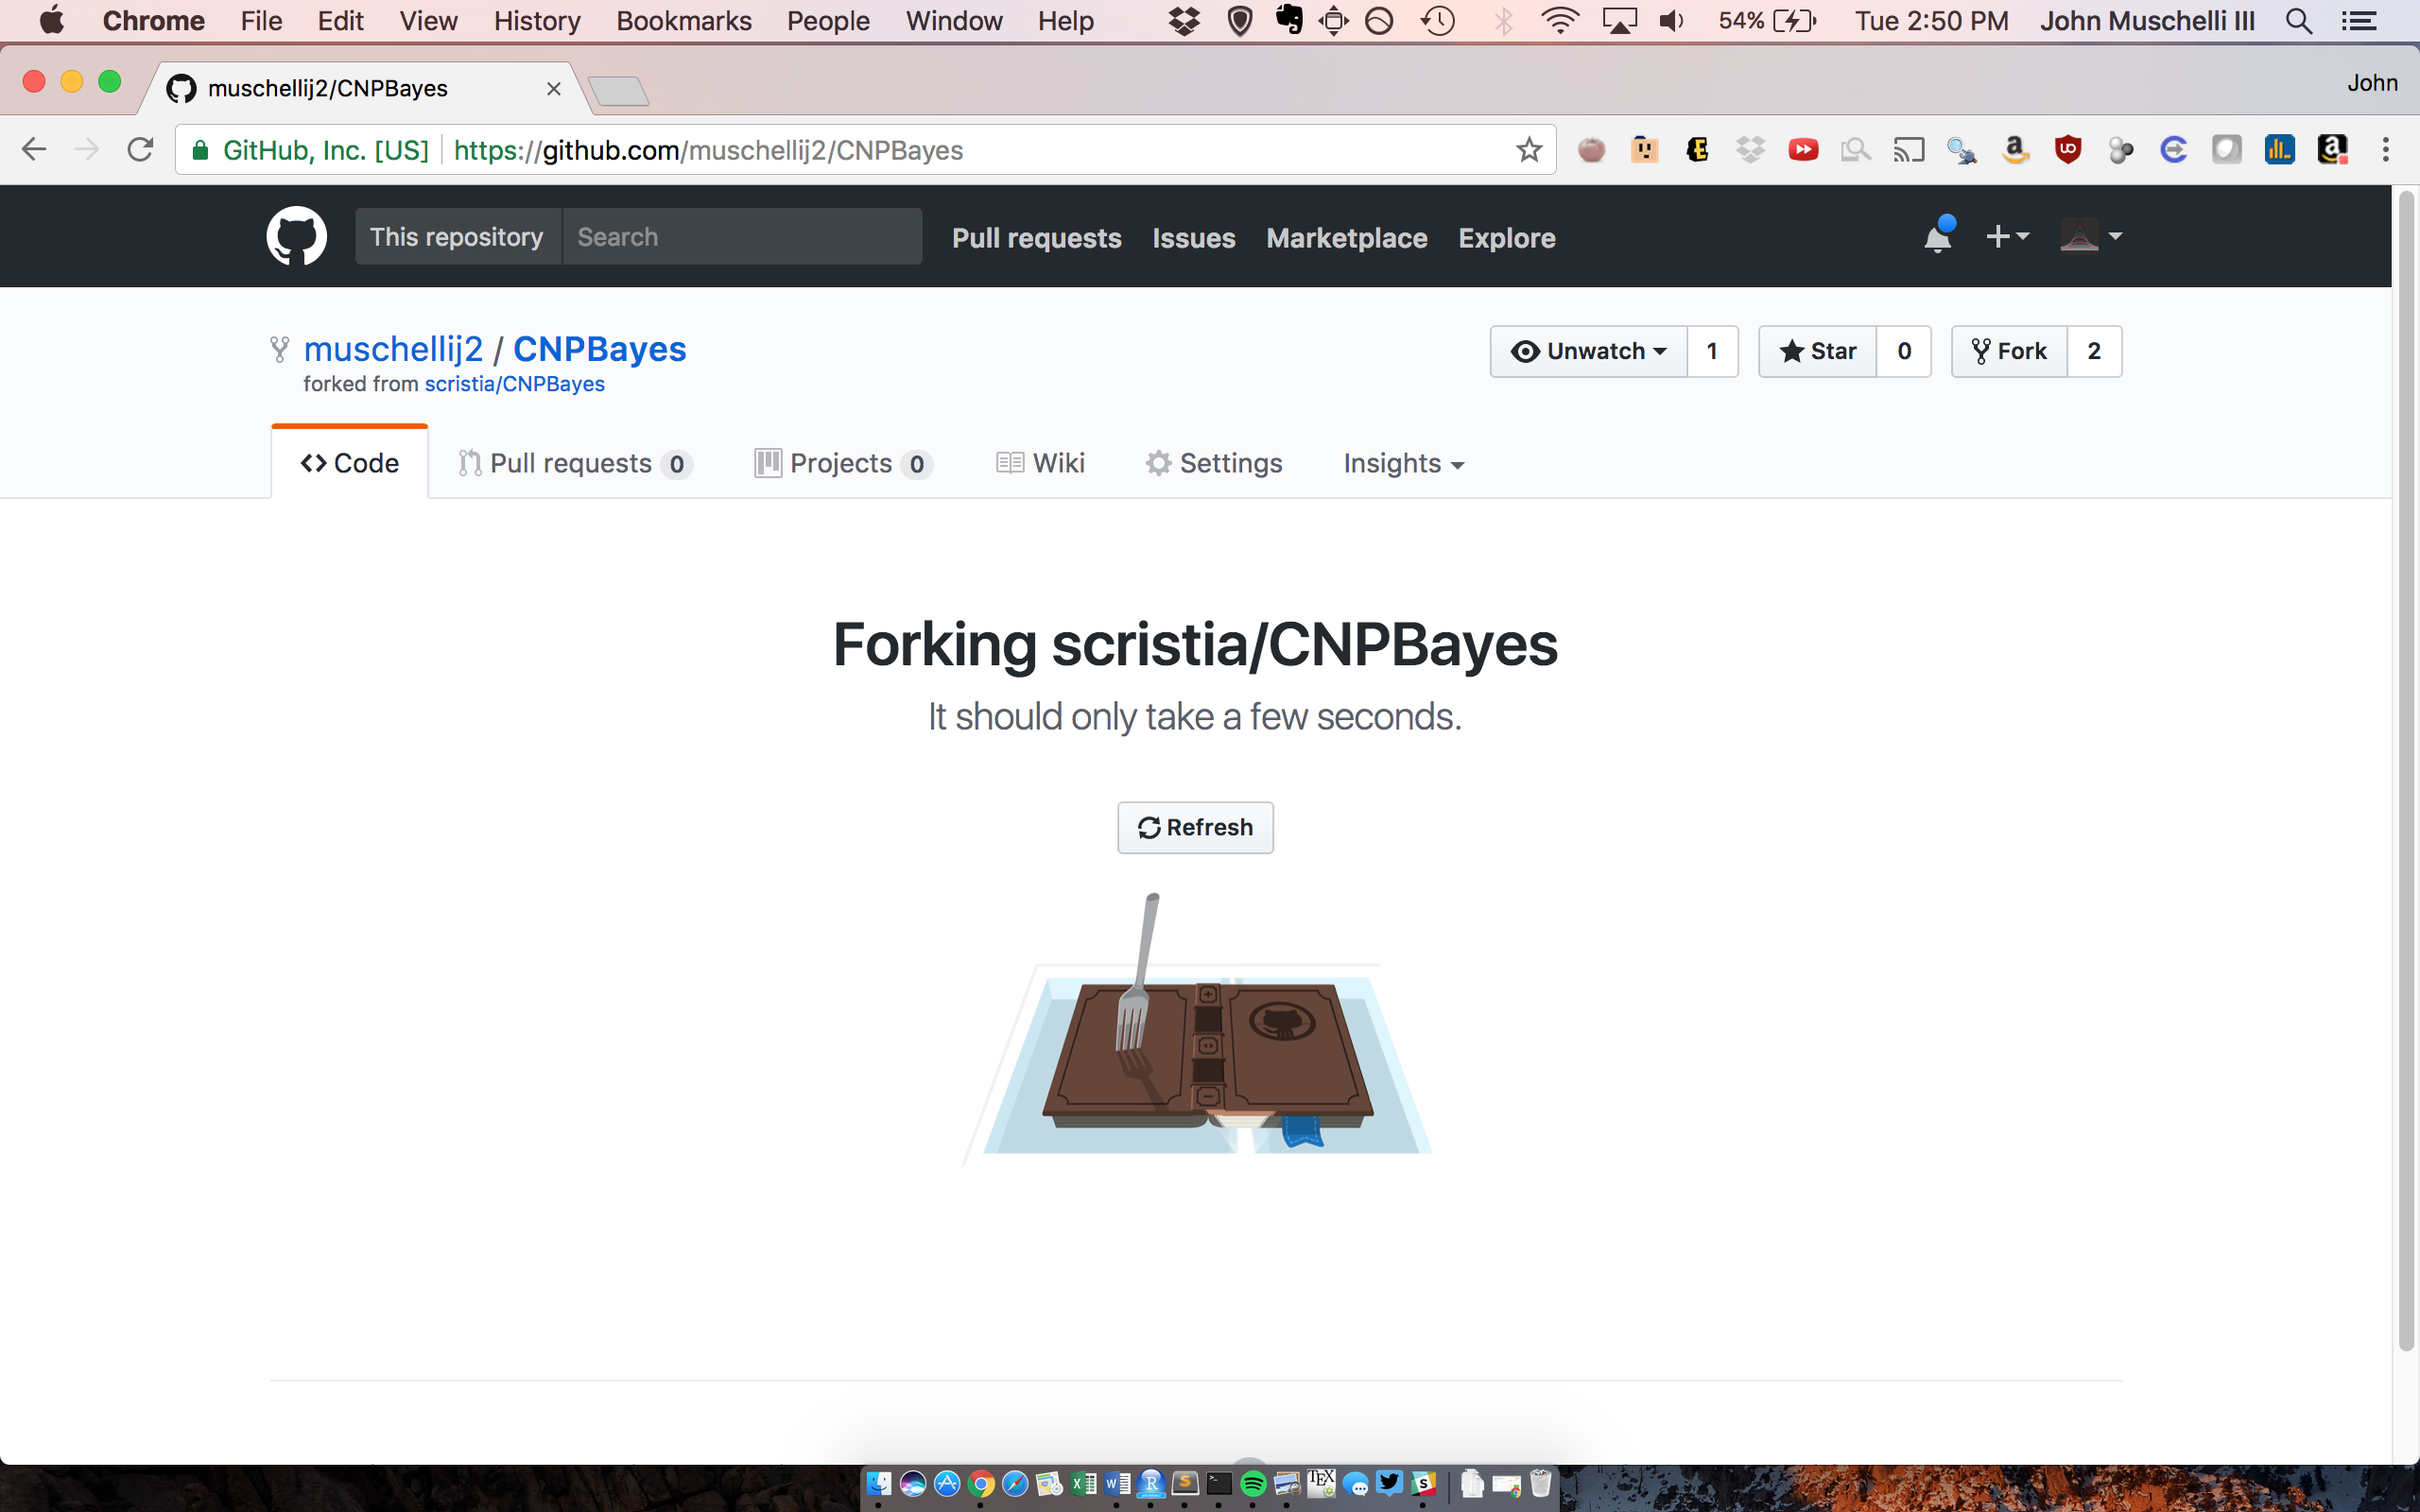 Chrome File Edit View History Bookmarks People Window Help 54% Tue 2:50 PM John Muschelli III
muschellij2/CNPBayes John
GitHub, Inc. [US] https://github.com/muschellij2/CNPBayes
This repository Search Pull requests Issues Marketplace Explore
muschellij2 / CNPBayes Unwatch 1 Star 0 Fork 2
forked from scristia/CNPBayes
Code Pull requests 0 Projects 0 Wiki Settings Insights
Forking scristia/CNPBayes
It should only take a few seconds.
Refresh